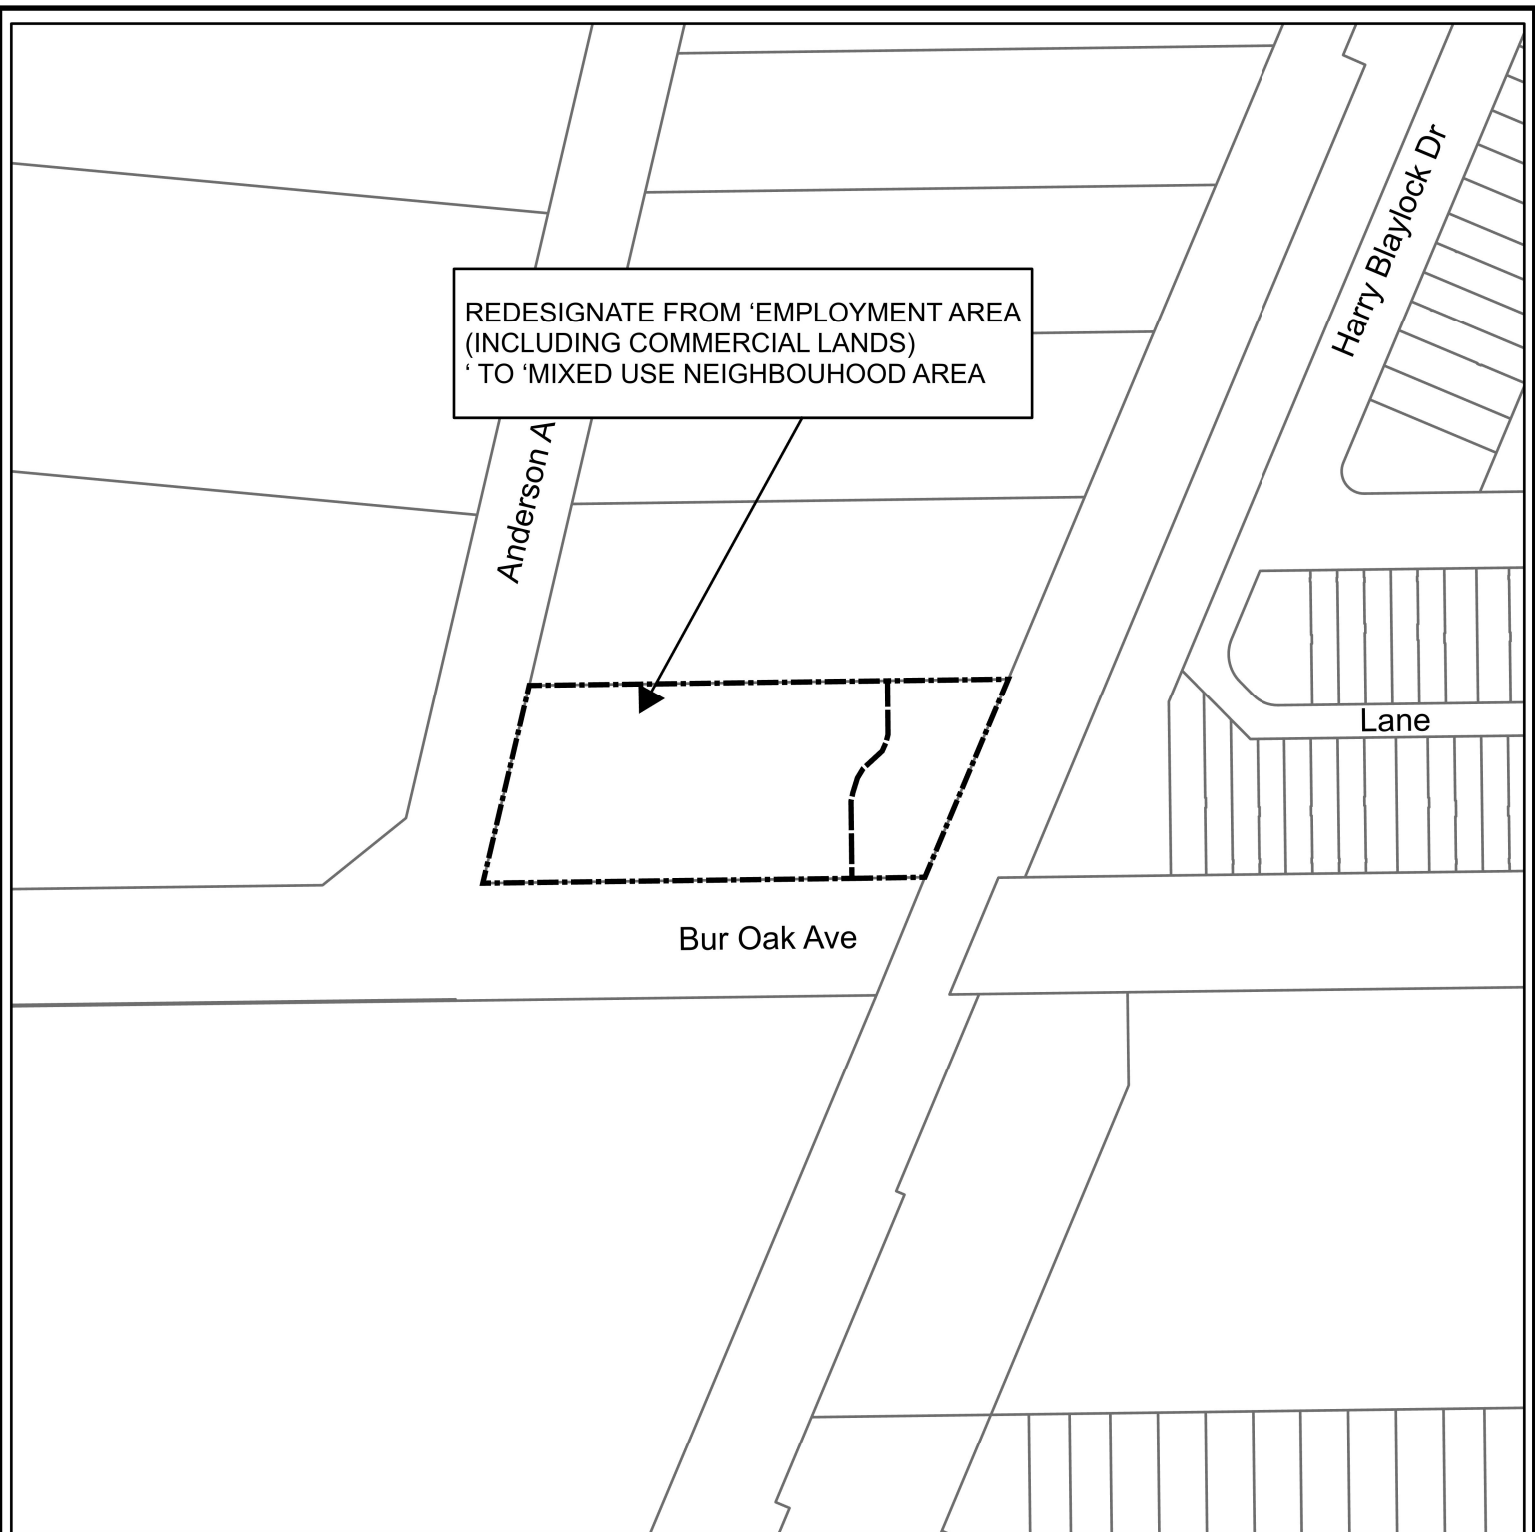 Harry Blaylock Dr
REDESIGNATE FROM ‘EMPLOYMENT AREA
(INCLUDING COMMERCIAL LANDS)
‘ TO ‘MIXED USE NEIGHBOUHOOD AREA
Anderson A
Lane
Bur Oak Ave